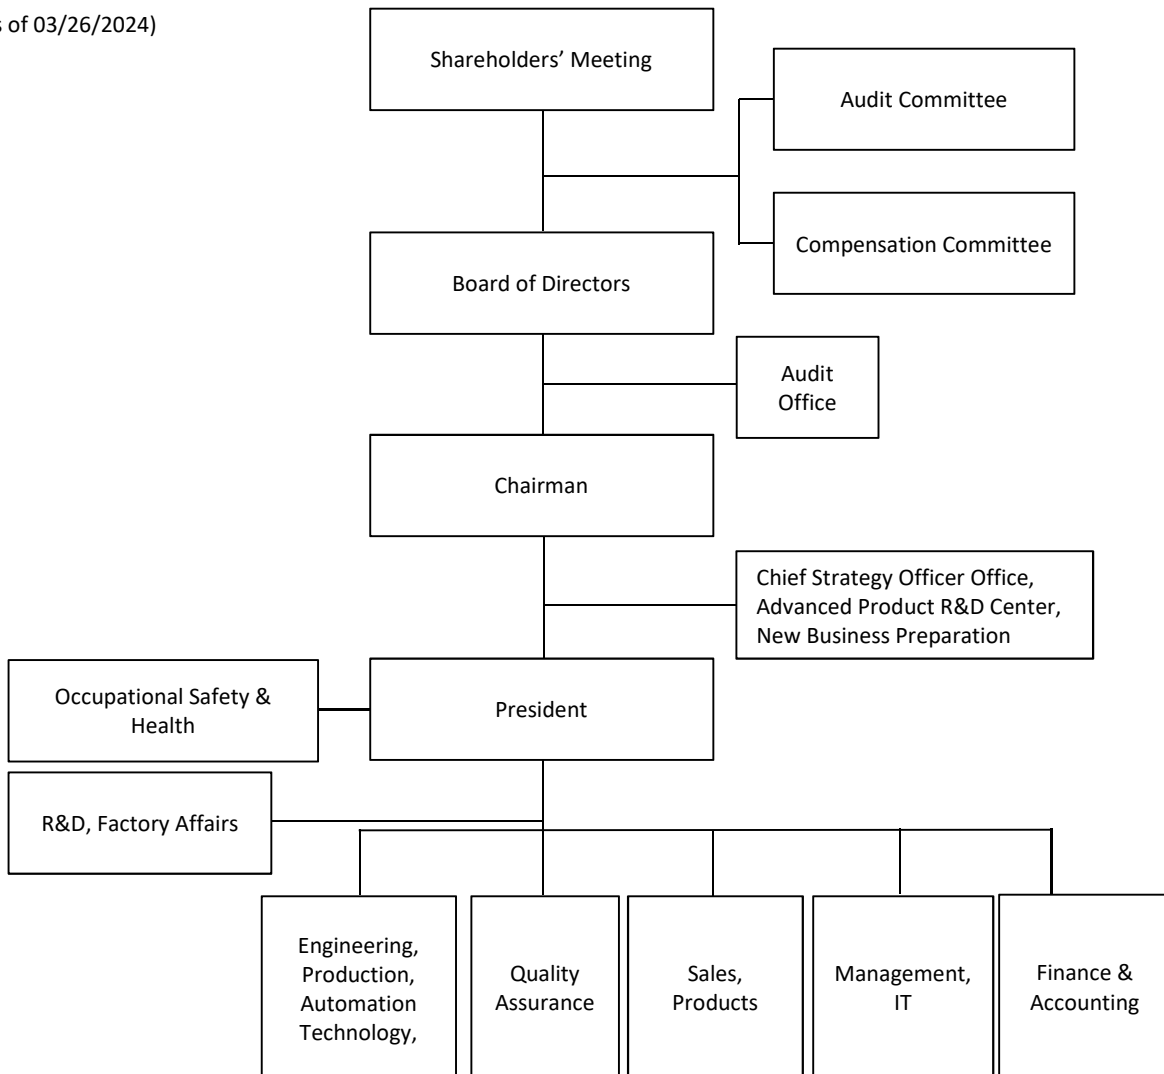 s of 03/26/2024)
Shareholders’ Meeting
Audit Committee
Compensation Committee
Board of Directors
Audit
Office
Chairman
Chief Strategy Officer Office,
Advanced Product R&D Center,
New Business Preparation
Occupational Safety &
Health
President
R&D, Factory Affairs
Engineering,
Production,
Automation
Technology,
Quality
Assurance
Sales,
Products
Management,
IT
Finance &
Accounting